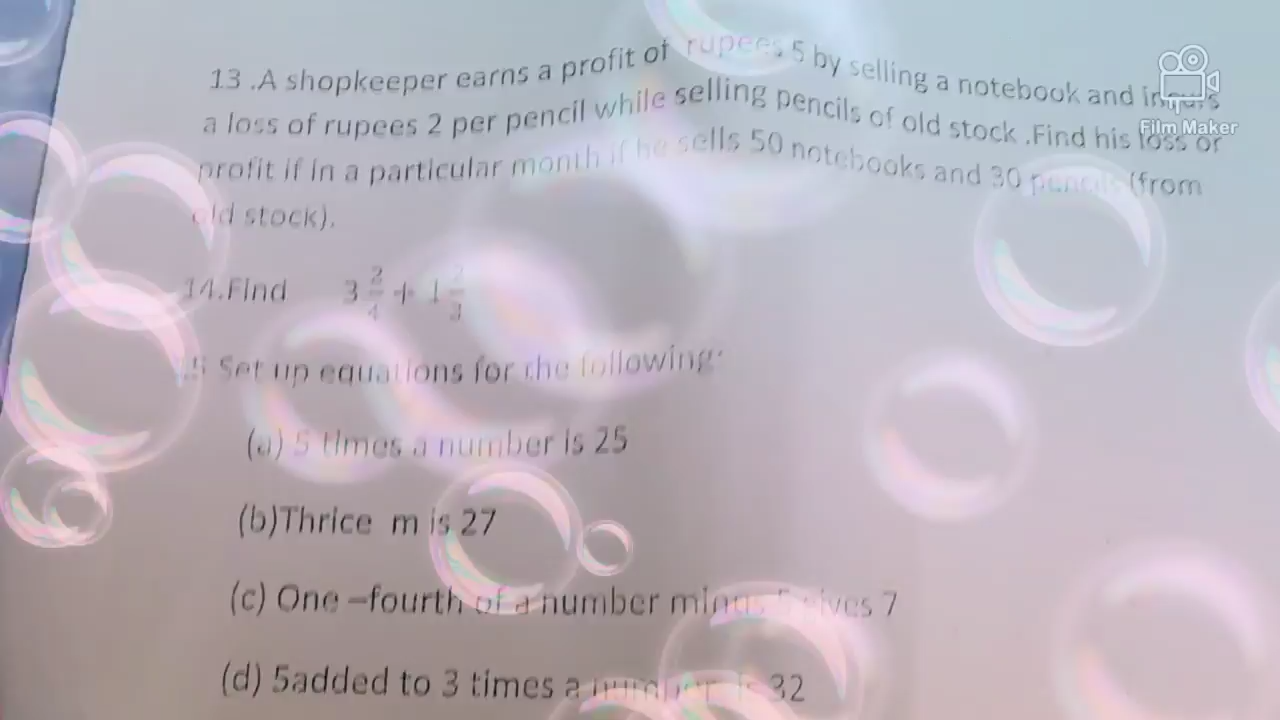 13 .A shopkeeper earns a profit of rupees 5 by selling a notebook and incurs
Film Maker
a loss of rupees 2 per pencil while selling pencils of old stock .Find his loss or
profit if in a particular month if he sells 50 notebooks and 30 pencils (from
old stock).
14.Find 3 2/4 + 1 2/3
15 Set up equations for the following:
(a) 5 times a number is 25
(b)Thrice m is 27
(c) One –fourth of a number minus 5 gives 7
(d) 5added to 3 times a number is 32